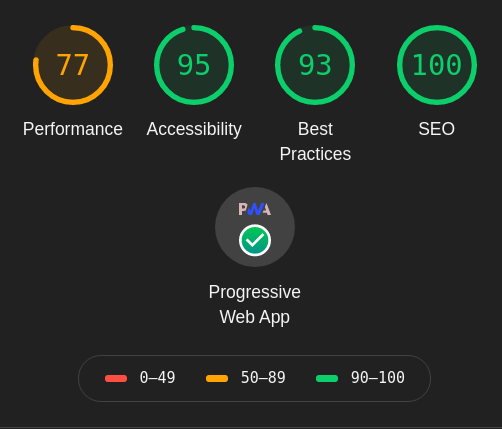 77 95 93 100
Performance Accessibility Best Practices SEO
PWA
Progressive
Web App
0–49 50–89 90–100